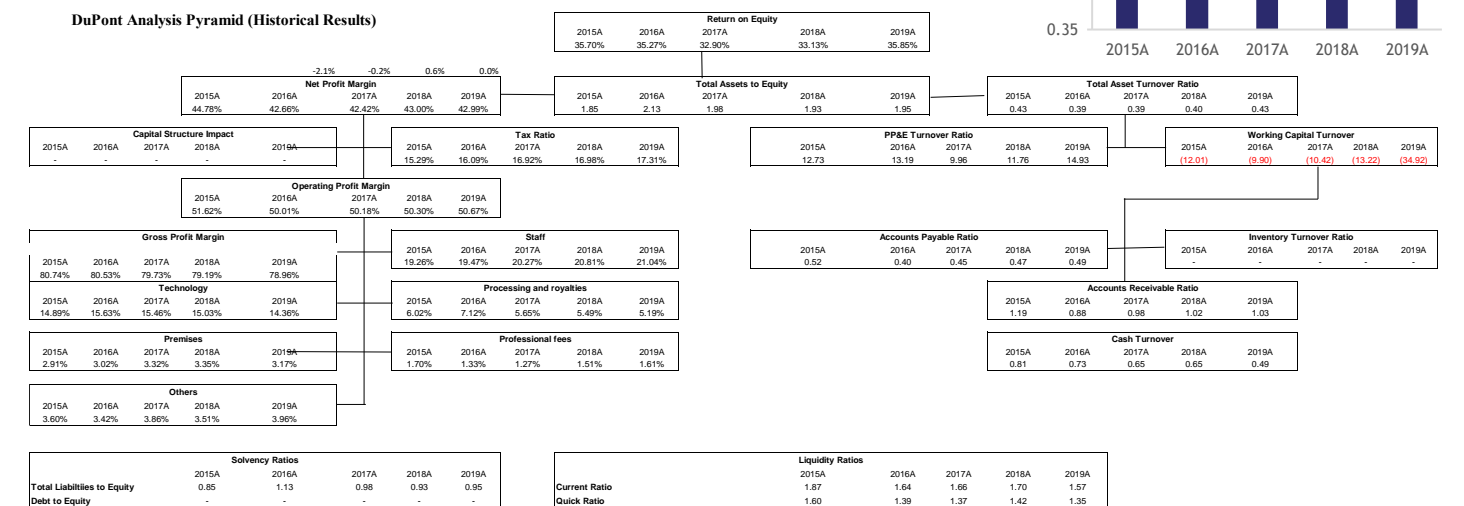 DuPont Analysis Pyramid (Historical Results)
0.35
2015A 2016A 2017A 2018A 2019A
Return on Equity
2015A 2016A 2017A 2018A 2019A
35.70% 35.27% 32.90% 33.13% 35.85%
-2.1% -0.2% 0.6% 0.0%
Net Profit Margin
2015A 2016A 2017A 2018A 2019A
44.78% 42.66% 42.42% 43.00% 42.99%
Total Assets to Equity
2015A 2016A 2017A 2018A 2019A
1.85 2.13 1.98 1.93 1.95
Total Asset Turnover Ratio
2015A 2016A 2017A 2018A 2019A
0.43 0.39 0.39 0.40 0.43
Capital Structure Impact
2015A 2016A 2017A 2018A 2019A
- - - - -
Tax Ratio
2015A 2016A 2017A 2018A 2019A
15.29% 16.09% 16.92% 16.98% 17.31%
PP&E Turnover Ratio
2015A 2016A 2017A 2018A 2019A
12.73 13.19 9.96 11.76 14.93
Working Capital Turnover
2015A 2016A 2017A 2018A 2019A
(12.01) (9.90) (10.42) (13.22) (34.92)
Operating Profit Margin
2015A 2016A 2017A 2018A 2019A
51.62% 50.01% 50.18% 50.30% 50.67%
Gross Profit Margin
2015A 2016A 2017A 2018A 2019A
80.74% 80.53% 79.73% 79.19% 78.96%
Staff
2015A 2016A 2017A 2018A 2019A
19.26% 19.47% 20.27% 20.81% 21.04%
Accounts Payable Ratio
2015A 2016A 2017A 2018A 2019A
0.52 0.40 0.45 0.47 0.49
Inventory Turnover Ratio
2015A 2016A 2017A 2018A 2019A
- - - - -
Technology
2015A 2016A 2017A 2018A 2019A
14.89% 15.63% 15.46% 15.03% 14.36%
Processing and royalties
2015A 2016A 2017A 2018A 2019A
6.02% 7.12% 5.65% 5.49% 5.19%
Accounts Receivable Ratio
2015A 2016A 2017A 2018A 2019A
1.19 0.88 0.98 1.02 1.03
Premises
2015A 2016A 2017A 2018A 2019A
2.91% 3.02% 3.32% 3.35% 3.17%
Professional fees
2015A 2016A 2017A 2018A 2019A
1.70% 1.33% 1.27% 1.51% 1.61%
Cash Turnover
2015A 2016A 2017A 2018A 2019A
0.81 0.73 0.65 0.65 0.49
Others
2015A 2016A 2017A 2018A 2019A
3.60% 3.42% 3.86% 3.51% 3.96%
Solvency Ratios
2015A 2016A 2017A 2018A 2019A
Total Liabiltiies to Equity 0.85 1.13 0.98 0.93 0.95
Debt to Equity - - - - -
Liquidity Ratios
2015A 2016A 2017A 2018A 2019A
Current Ratio 1.87 1.64 1.66 1.70 1.57
Quick Ratio 1.60 1.39 1.37 1.42 1.35